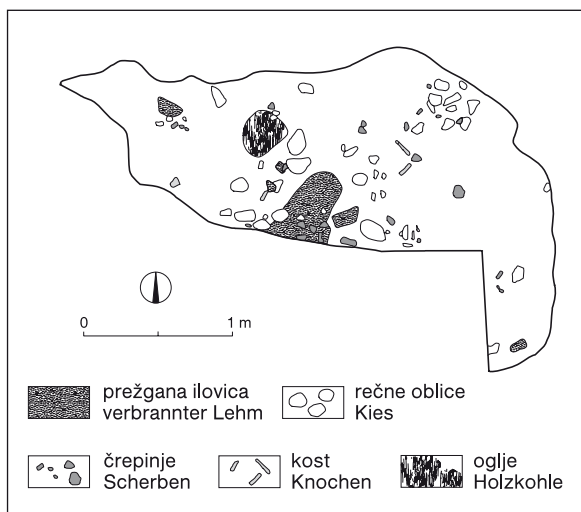 0 1 m
prežgana ilovica
verbrannter Lehm
rečne oblice
Kies
črepinje
Scherben
kost
Knochen
oglje
Holzkohle